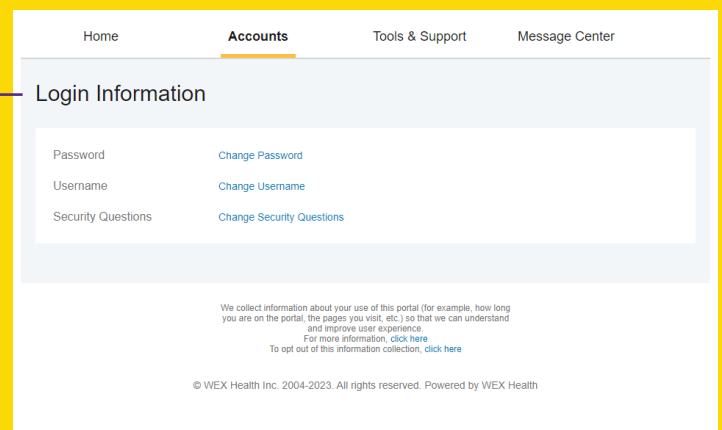 Home Accounts Tools & Support Message Center
Login Information
Password Change Password
Username Change Username
Security Questions Change Security Questions
We collect information about your use of this portal (for example, how long
you are on the portal, the pages you visit, etc.) so that we can understand
and improve user experience.
For more information, click here
To opt out of this information collection, click here
© WEX Health Inc. 2004-2023. All rights reserved. Powered by WEX Health